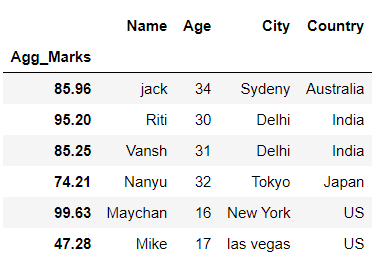 Name Age City Country
Agg_Marks
85.96 jack 34 Sydeny Australia
95.20 Riti 30 Delhi India
85.25 Vansh 31 Delhi India
74.21 Nanyu 32 Tokyo Japan
99.63 Maychan 16 New York US
47.28 Mike 17 las vegas US